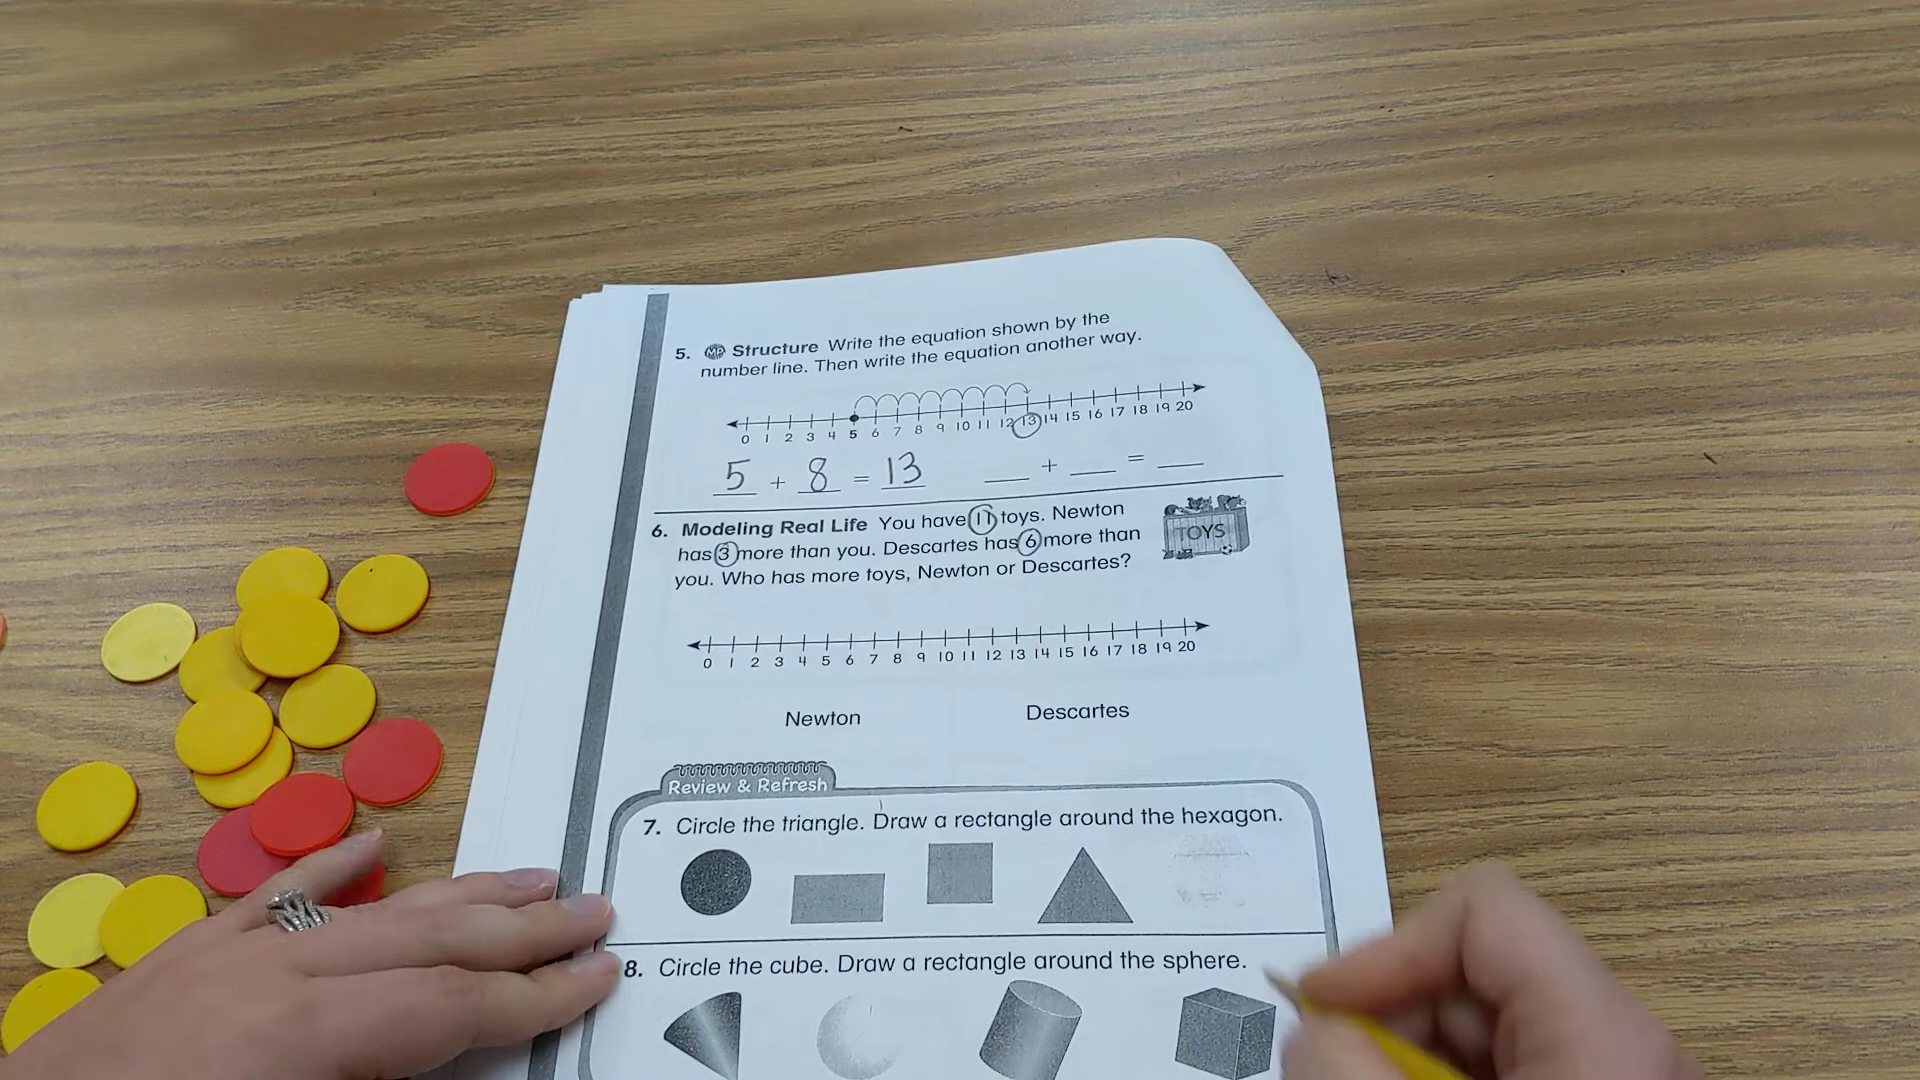 5. MP Structure Write the equation shown by the
number line. Then write the equation another way.
0 1 2 3 4 5 6 7 8 9 10 11 12 13 14 15 16 17 18 19 20
5 + 8 = 13 __ + __ = __
6. Modeling Real Life You have 11 toys. Newton
has 3 more than you. Descartes has 6 more than
you. Who has more toys, Newton or Descartes?
TOYS
0 1 2 3 4 5 6 7 8 9 10 11 12 13 14 15 16 17 18 19 20
Newton Descartes
Review & Refresh
7. Circle the triangle. Draw a rectangle around the hexagon.
8. Circle the cube. Draw a rectangle around the sphere.